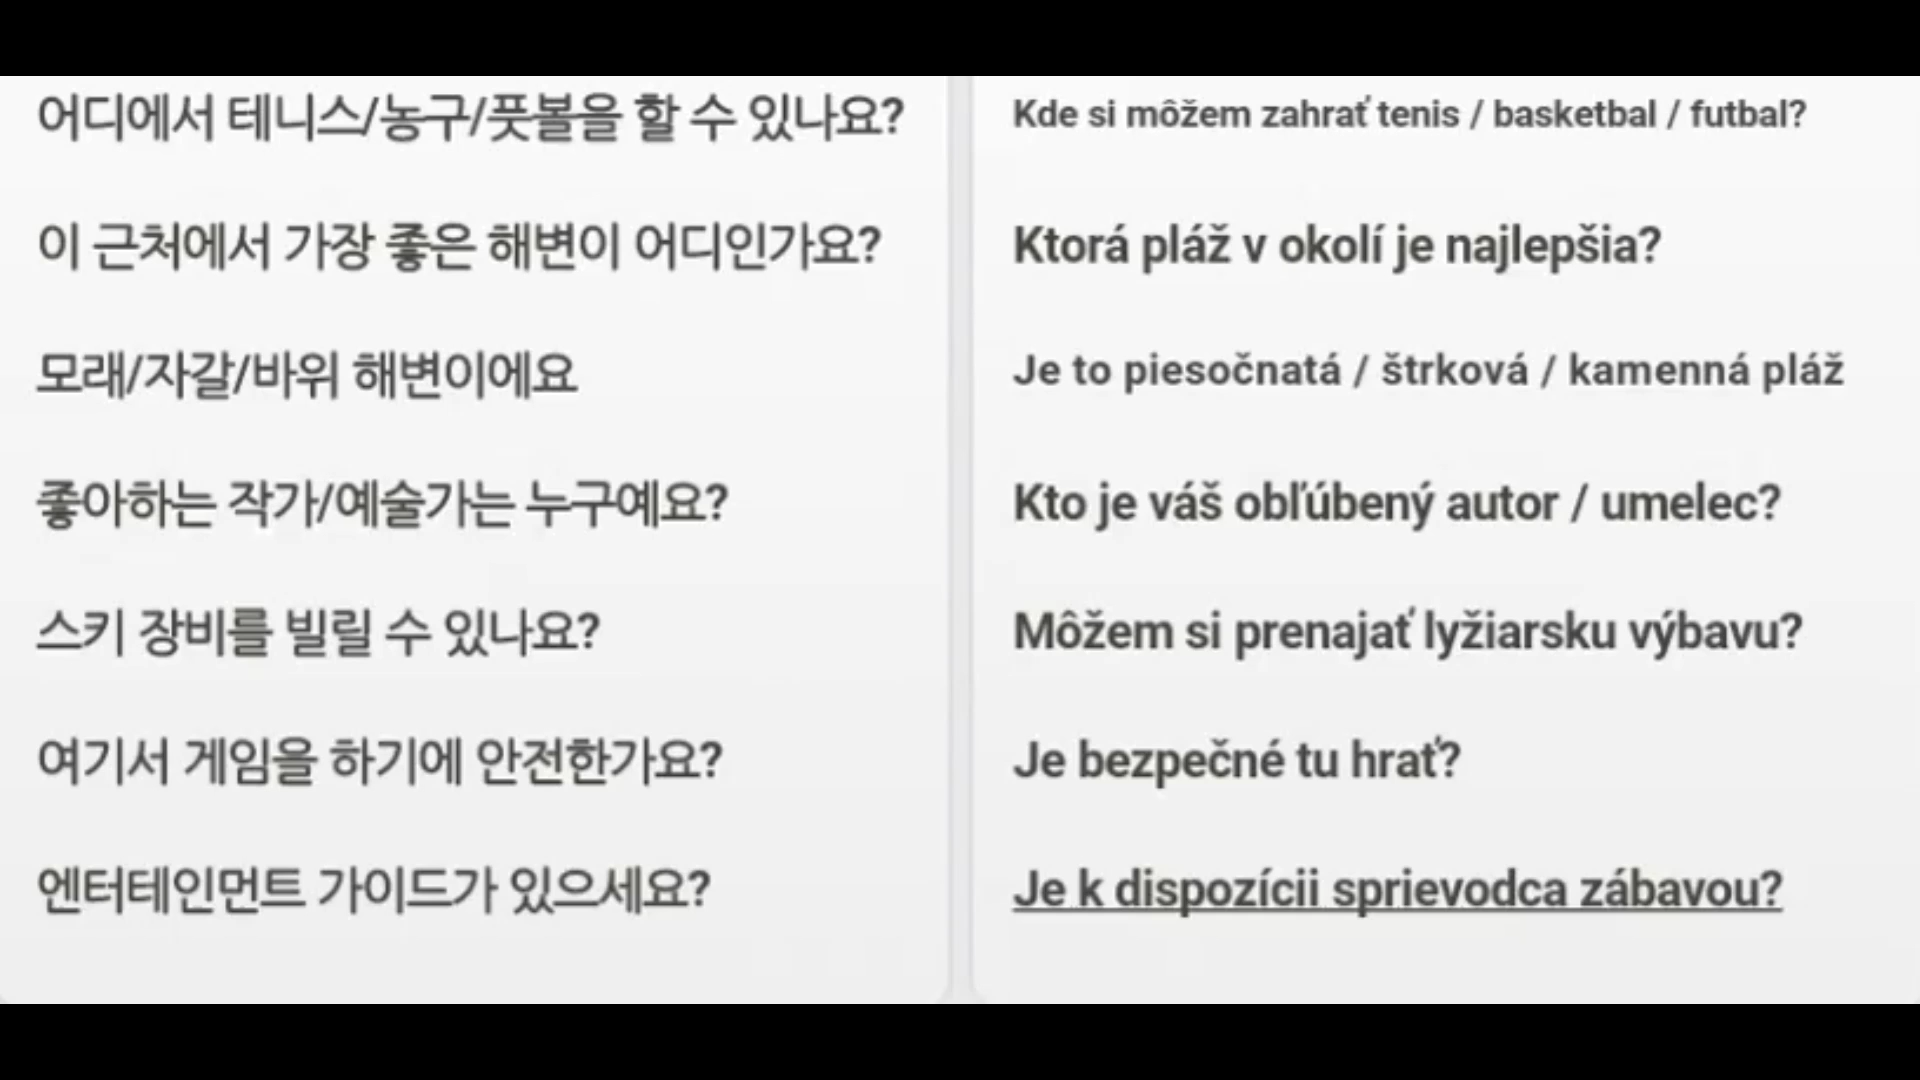 어디에서 테니스/농구/풋볼을 할 수 있나요?
Kde si môžem zahrať tenis / basketbal / futbal?
이 근처에서 가장 좋은 해변이 어디인가요?
Ktorá pláž v okolí je najlepšia?
모래/자갈/바위 해변이에요
Je to piesočnatá / štrková / kamenná pláž
좋아하는 작가/예술가는 누구예요?
Kto je váš obľúbený autor / umelec?
스키 장비를 빌릴 수 있나요?
Môžem si prenajať lyžiarsku výbavu?
여기서 게임을 하기에 안전한가요?
Je bezpečné tu hrať?
엔터테인먼트 가이드가 있으세요?
Je k dispozícii sprievodca zábavou?